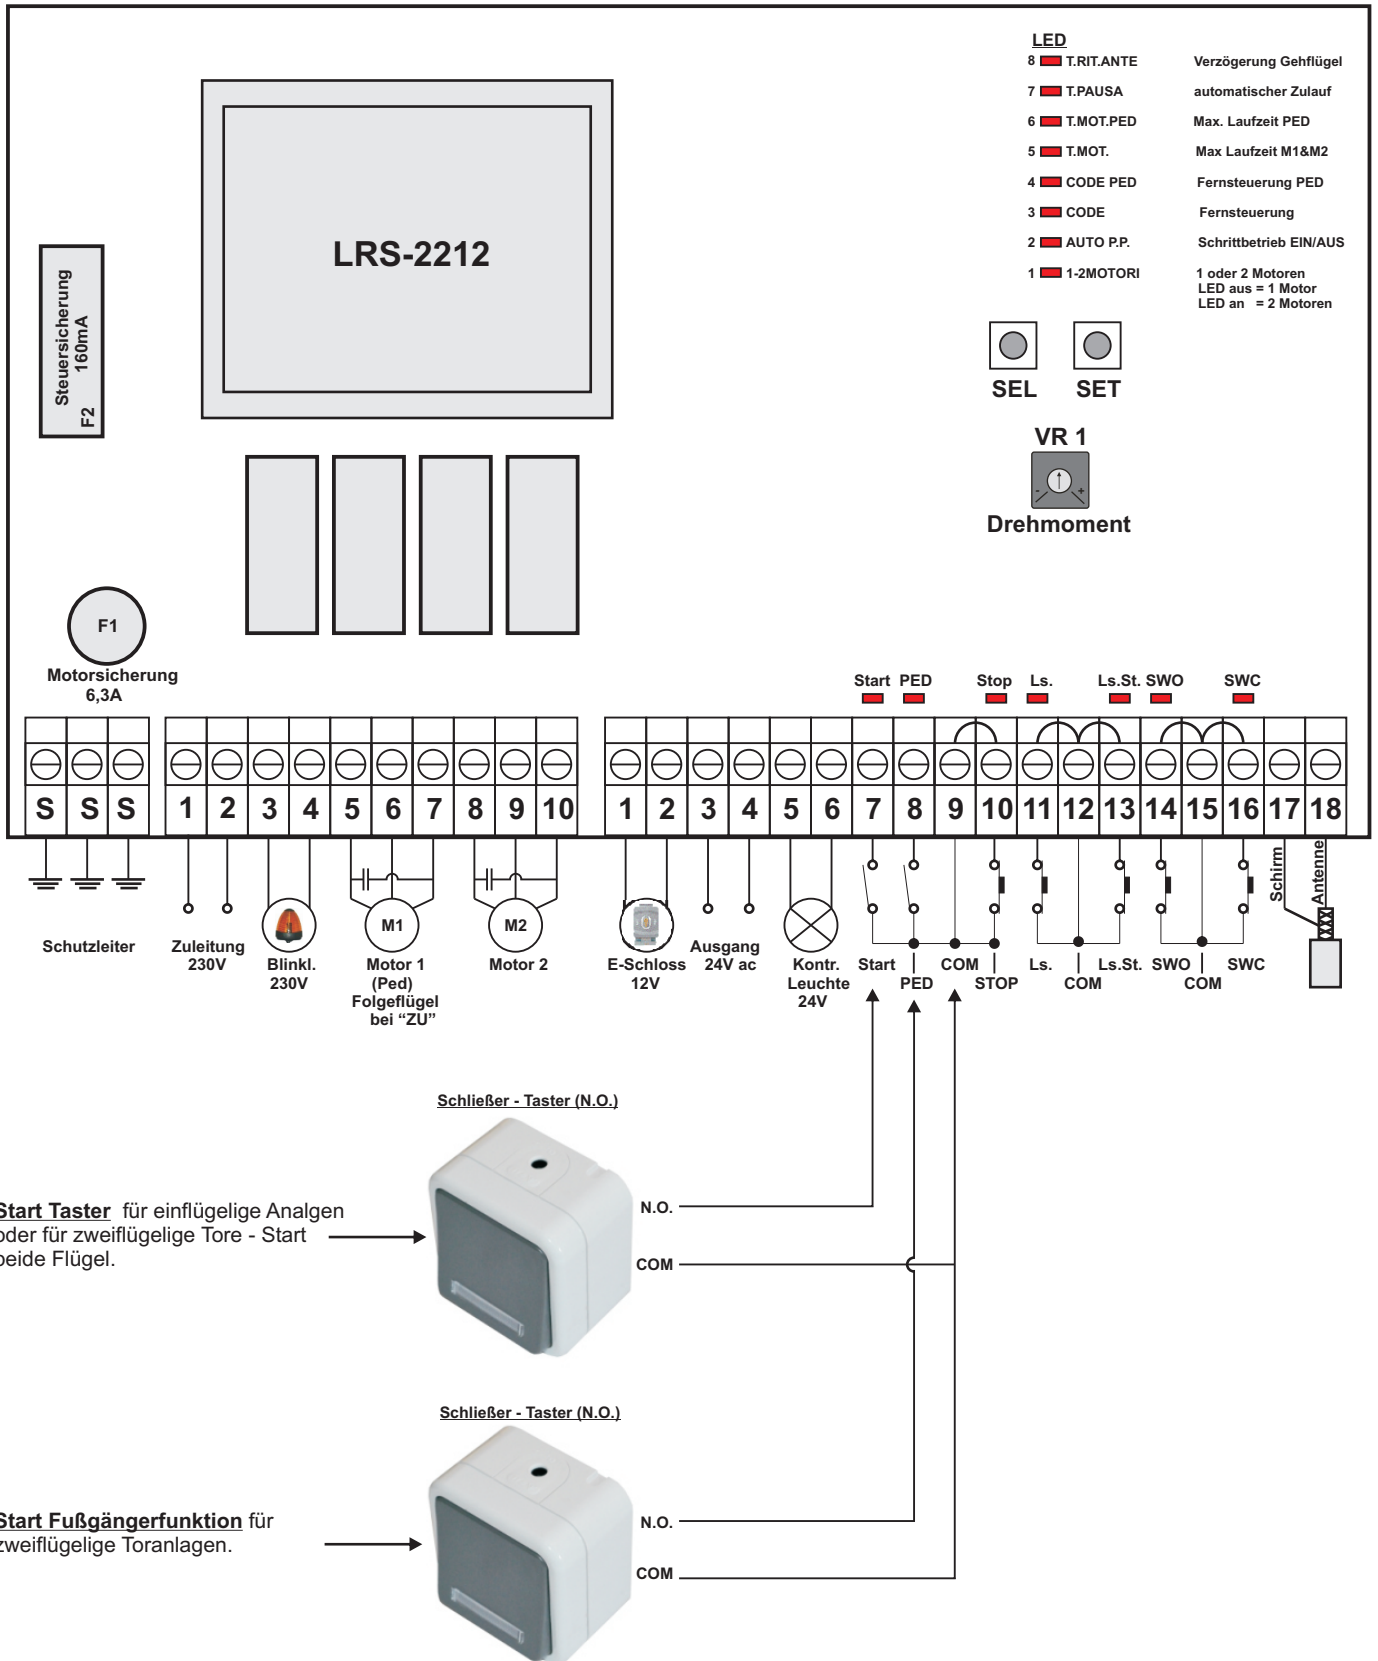 LED
8 T.RIT.ANTE Verzögerung Gehflügel
7 T.PAUSA automatischer Zulauf
6 T.MOT.PED Max. Laufzeit PED
5 T.MOT. Max Laufzeit M1&M2
4 CODE PED Fernsteuerung PED
3 CODE Fernsteuerung
2 AUTO P.P. Schrittbetrieb EIN/AUS
1 1-2MOTORI 1 oder 2 Motoren
LED aus = 1 Motor
LED an = 2 Motoren
LRS-2212
Steuersicherung
160mA
F2
SEL SET
VR 1
- +
Drehmoment
F1
Motorsicherung
6,3A
Start PED Stop Ls. Ls.St. SWO SWC
S S S 1 2 3 4 5 6 7 8 9 10 1 2 3 4 5 6 7 8 9 10 11 12 13 14 15 16 17 18
Schirm
Antenne
M1 M2
Schutzleiter
Zuleitung
230V
Blinkl.
230V
Motor 1
(Ped)
Folgeflügel
bei “ZU”
Motor 2
E-Schloss
12V
Ausgang
24V ac
Kontr.
Leuchte
24V
Start
PED
COM
STOP
Ls.
COM
Ls.St.
SWO
COM
SWC
Schließer - Taster (N.O.)
N.O.
COM
Start Taster für einflügelige Analgen
oder für zweiflügelige Tore - Start
beide Flügel.
Schließer - Taster (N.O.)
N.O.
COM
Start Fußgängerfunktion für
zweiflügelige Toranlagen.